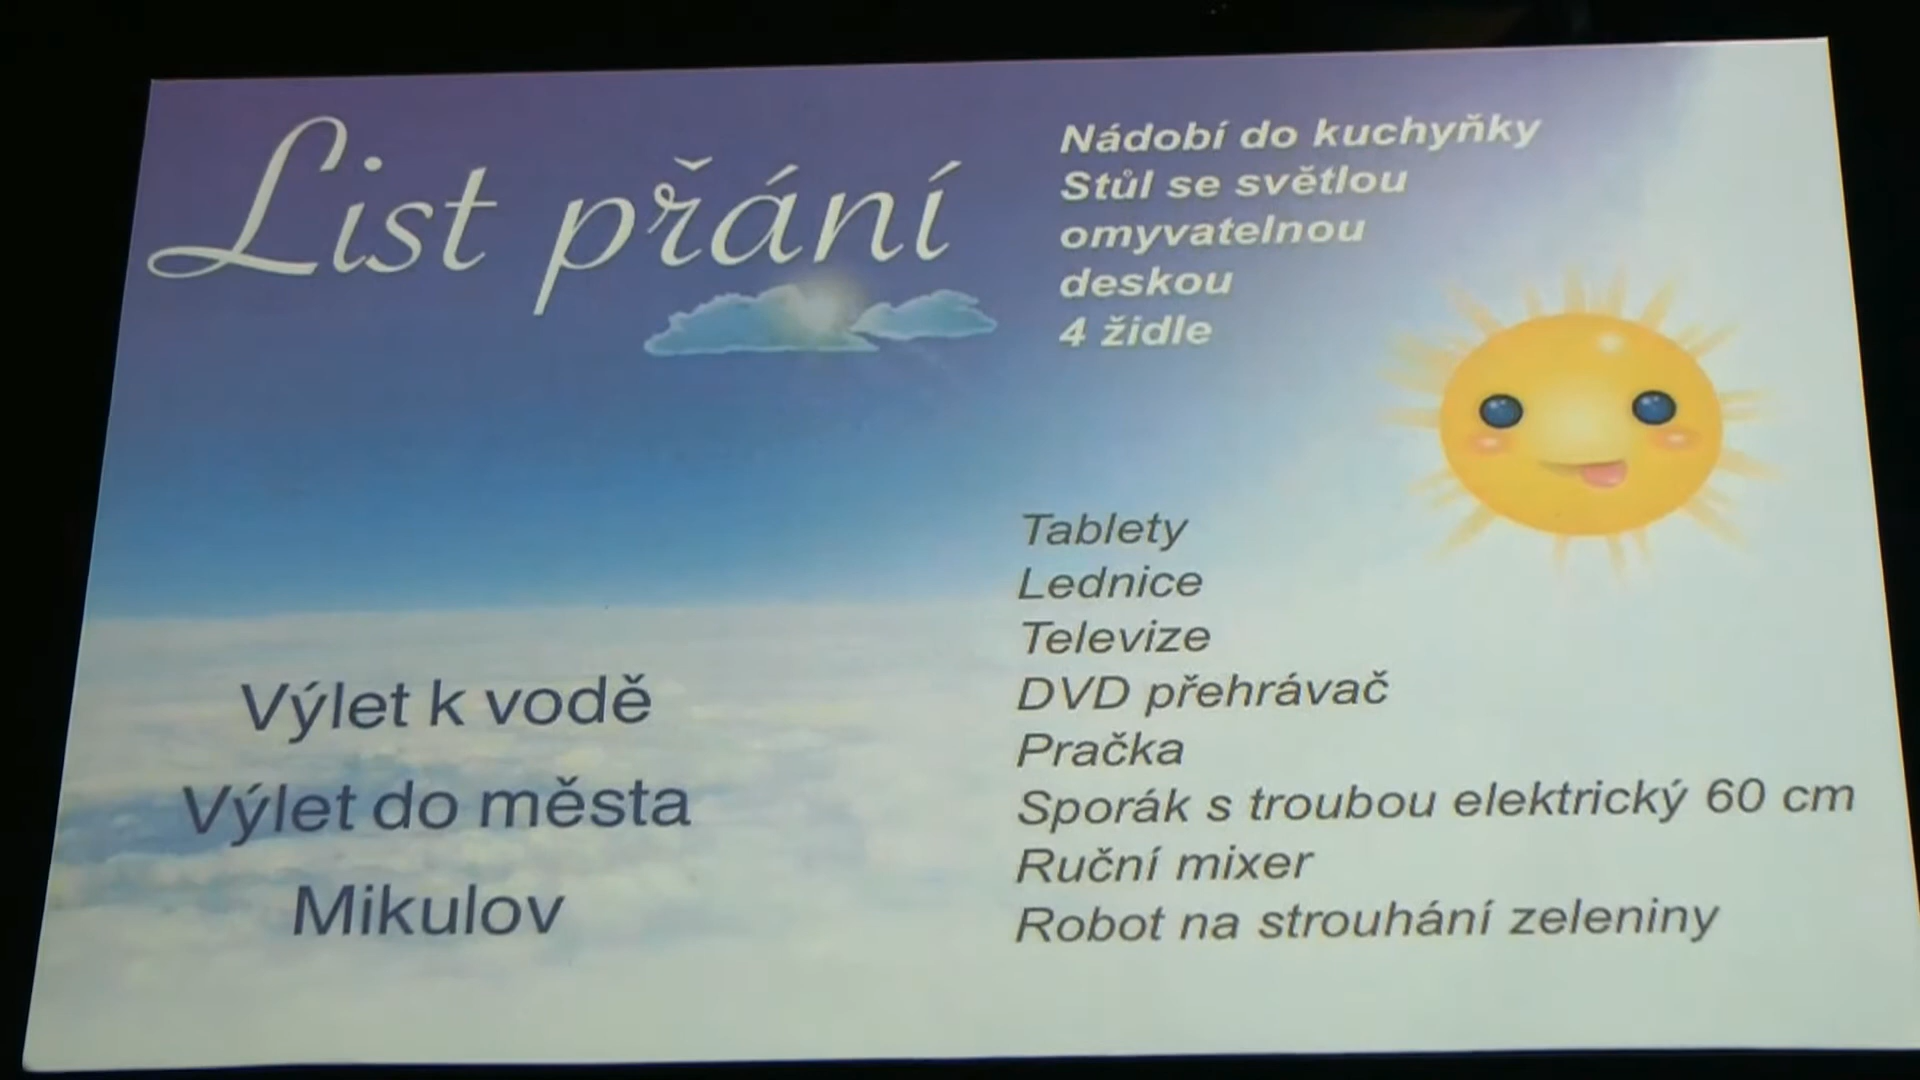 List přání
Nádobí do kuchyňky
Stůl se světlou
omyvatelnou
deskou
4 židle
Výlet k vodě
Výlet do města
Mikulov
Tablety
Lednice
Televize
DVD přehrávač
Pračka
Sporák s troubou elektrický 60 cm
Ruční mixer
Robot na strouhání zeleniny